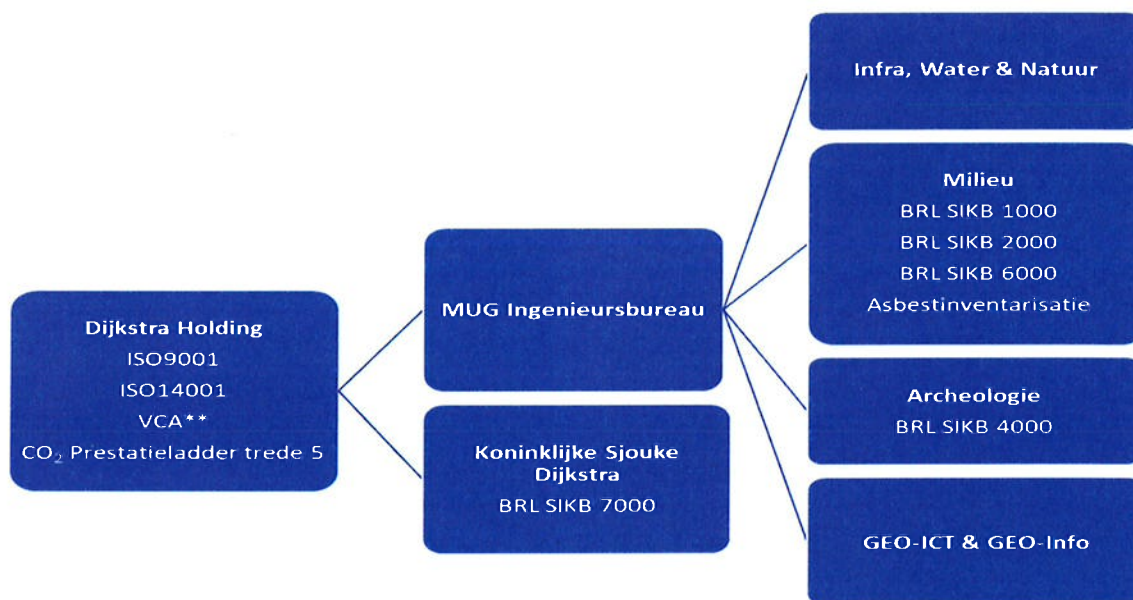 Dijkstra Holding
ISO9001
ISO14001
VCA**
CO₂ Prestatieladder trede 5
MUG Ingenieursbureau
Koninklijke Sjouke
Dijkstra
BRL SIKB 7000
Infra, Water & Natuur
Milieu
BRL SIKB 1000
BRL SIKB 2000
BRL SIKB 6000
Asbestinventarisatie
Archeologie
BRL SIKB 4000
GEO-ICT & GEO-Info